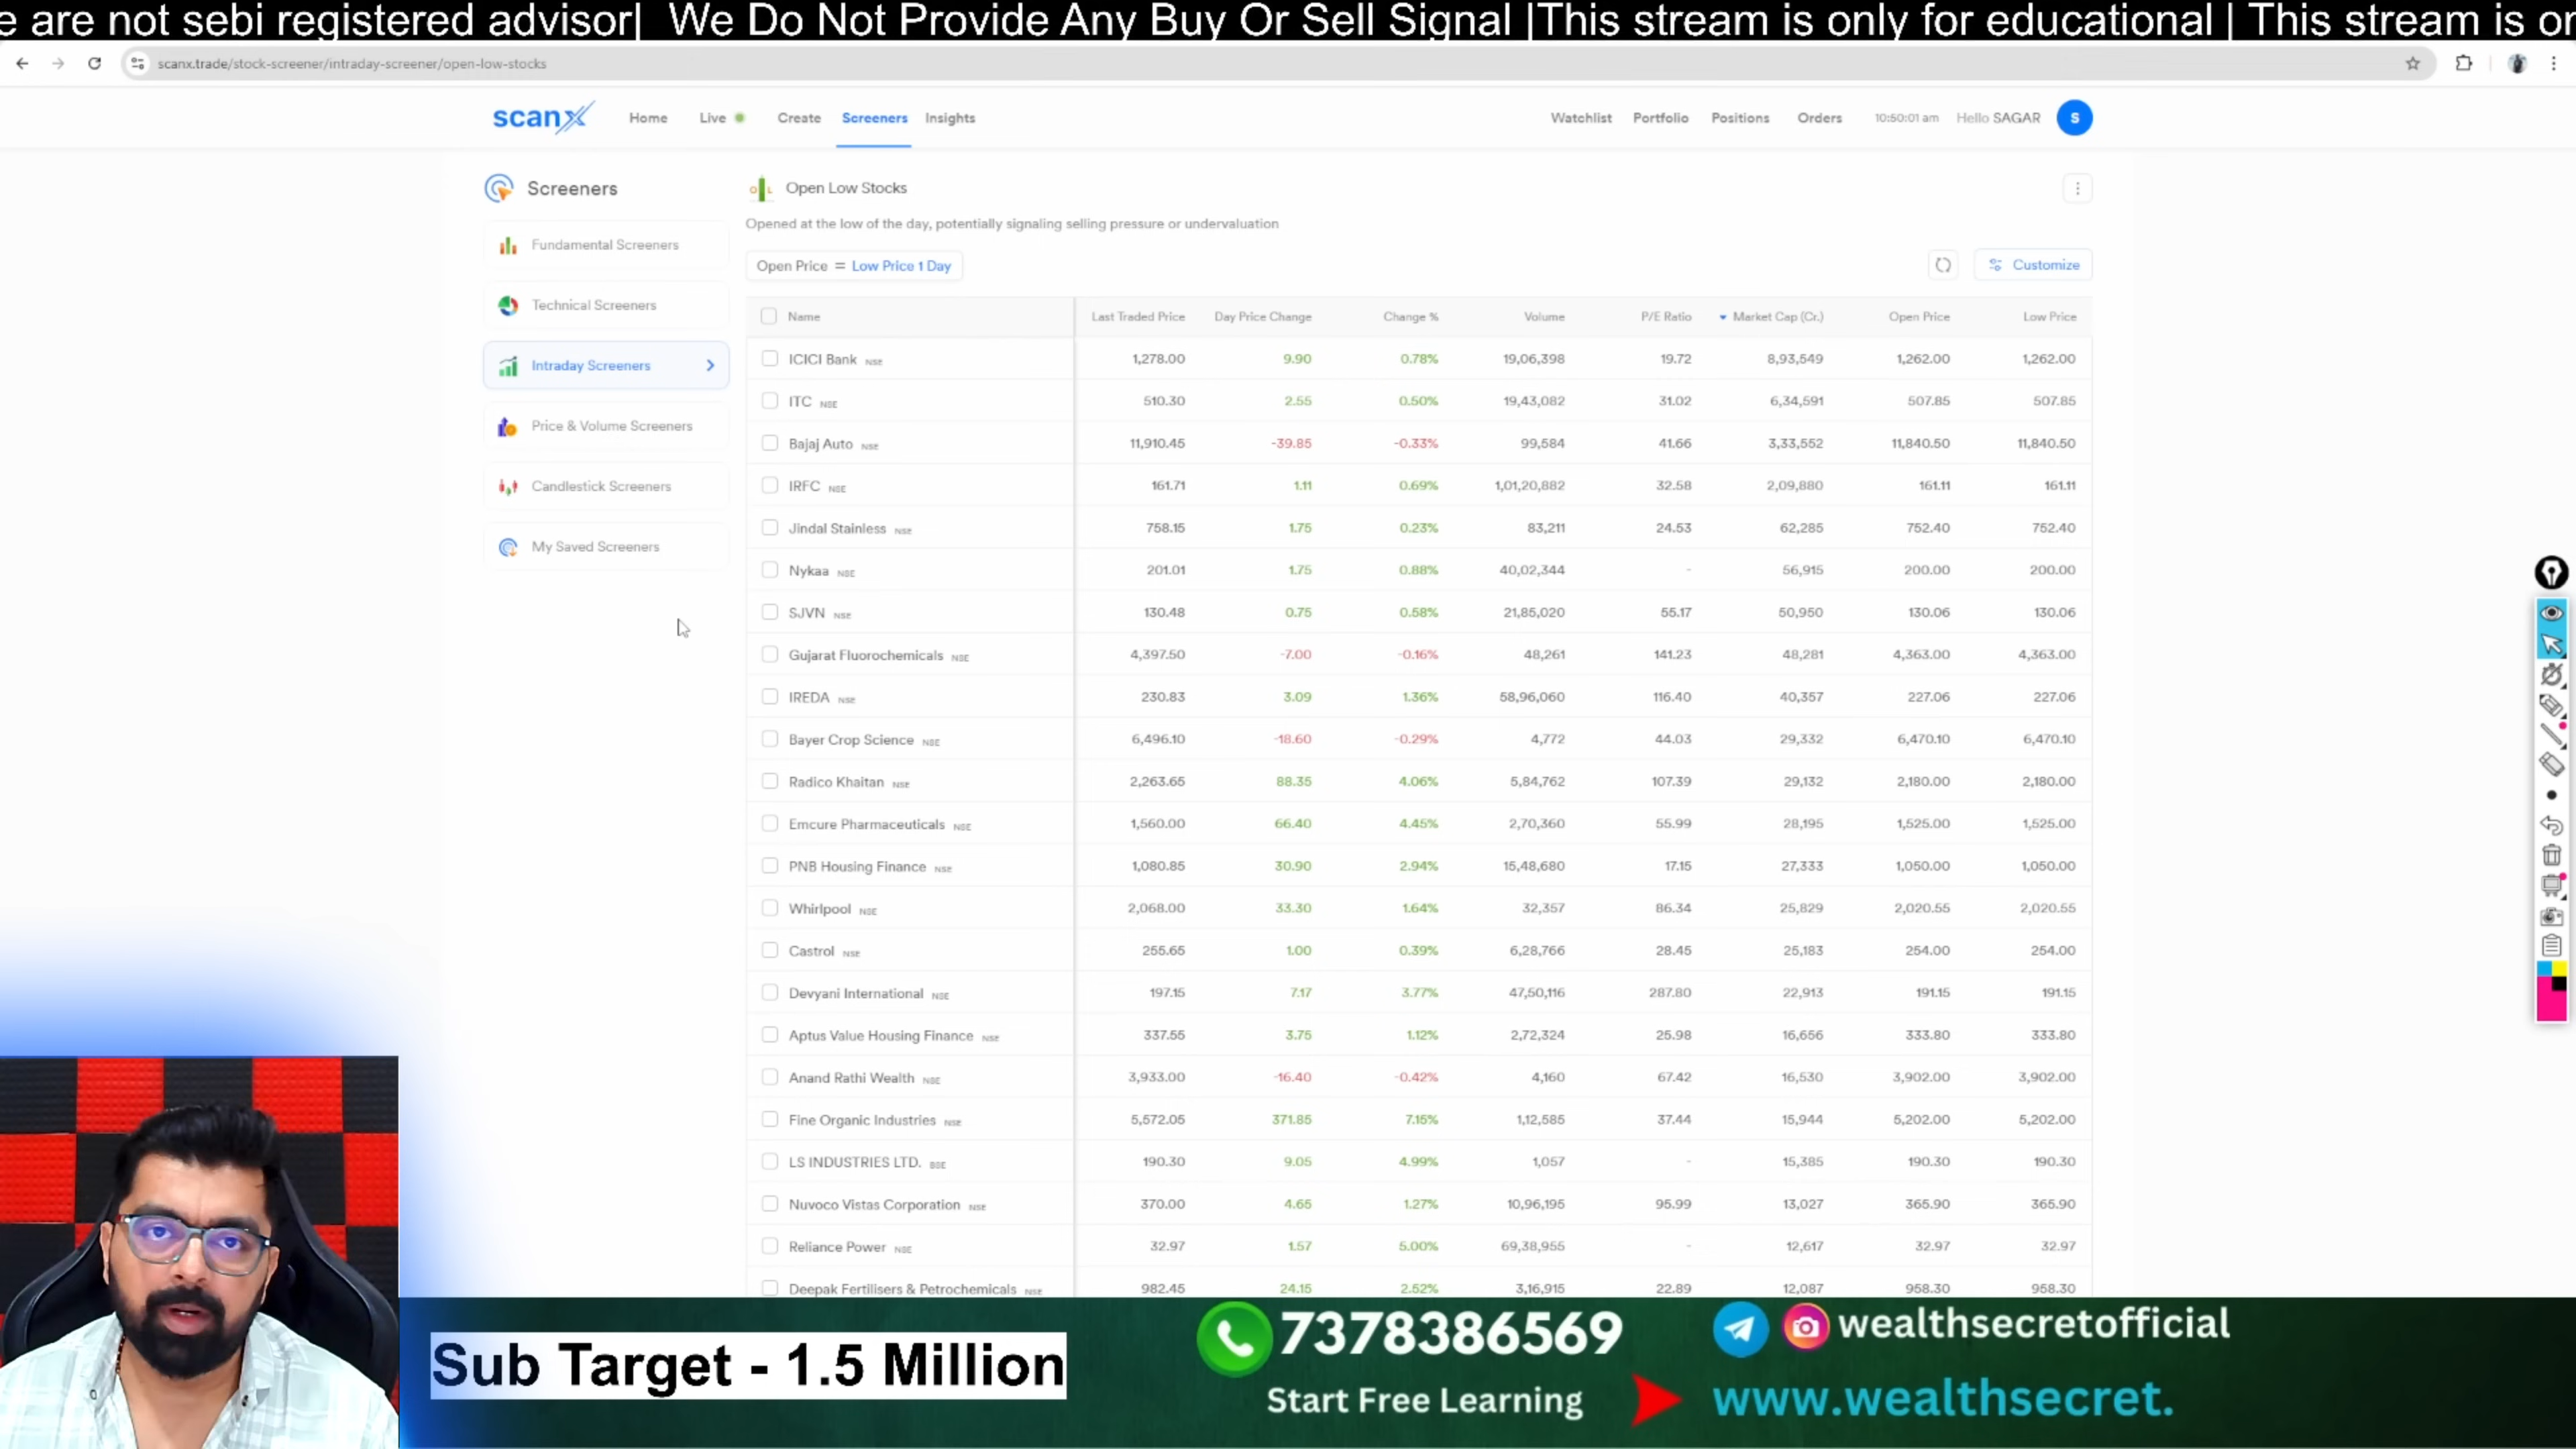 e are not sebi registered advisor| We Do Not Provide Any Buy Or Sell Signal |This stream is only for educational | This stream is or
scanx.trade/stock-screener/intraday-screener/open-low-stocks
scanX Home Live Create Screeners Insights Watchlist Portfolio Positions Orders 10:50:01 am Hello SAGAR S
Screeners
Fundamental Screeners
Technical Screeners
Intraday Screeners
Price & Volume Screeners
Candlestick Screeners
My Saved Screeners
O L Open Low Stocks
Opened at the low of the day, potentially signaling selling pressure or undervaluation
Open Price = Low Price 1 Day Customize
Name Last Traded Price Day Price Change Change % Volume P/E Ratio Market Cap (Cr.) Open Price Low Price
ICICI Bank NSE 1,278.00 9.90 0.78% 19,06,398 19.72 8,93,549 1,262.00 1,262.00
ITC NSE 510.30 2.55 0.50% 19,43,082 31.02 6,34,591 507.85 507.85
Bajaj Auto NSE 11,910.45 -39.85 -0.33% 99,584 41.66 3,33,552 11,840.50 11,840.50
IRFC NSE 161.71 1.11 0.69% 1,01,20,882 32.58 2,09,880 161.11 161.11
Jindal Stainless NSE 758.15 1.75 0.23% 83,211 24.53 62,285 752.40 752.40
Nykaa NSE 201.01 1.75 0.88% 40,02,344 - 56,915 200.00 200.00
SJVN NSE 130.48 0.75 0.58% 21,85,020 55.17 50,950 130.06 130.06
Gujarat Fluorochemicals NSE 4,397.50 -7.00 -0.16% 48,261 141.23 48,281 4,363.00 4,363.00
IREDA NSE 230.83 3.09 1.36% 58,96,060 116.40 40,357 227.06 227.06
Bayer Crop Science NSE 6,496.10 -18.60 -0.29% 4,772 44.03 29,332 6,470.10 6,470.10
Radico Khaitan NSE 2,263.65 88.35 4.06% 5,84,762 107.39 29,132 2,180.00 2,180.00
Emcure Pharmaceuticals NSE 1,560.00 66.40 4.45% 2,70,360 55.99 28,195 1,525.00 1,525.00
PNB Housing Finance NSE 1,080.85 30.90 2.94% 15,48,680 17.15 27,333 1,050.00 1,050.00
Whirlpool NSE 2,068.00 33.30 1.64% 32,357 86.34 25,829 2,020.55 2,020.55
Castrol NSE 255.65 1.00 0.39% 6,28,766 28.45 25,183 254.00 254.00
Devyani International NSE 197.15 7.17 3.77% 47,50,116 287.80 22,913 191.15 191.15
Aptus Value Housing Finance NSE 337.55 3.75 1.12% 2,72,324 25.98 16,656 333.80 333.80
Anand Rathi Wealth NSE 3,933.00 -16.40 -0.42% 4,160 67.42 16,530 3,902.00 3,902.00
Fine Organic Industries NSE 5,572.05 371.85 7.15% 1,12,585 37.44 15,944 5,202.00 5,202.00
LS INDUSTRIES LTD. BSE 190.30 9.05 4.99% 1,057 - 15,385 190.30 190.30
Nuvoco Vistas Corporation NSE 370.00 4.65 1.27% 10,96,195 95.99 13,027 365.90 365.90
Reliance Power NSE 32.97 1.57 5.00% 69,38,955 - 12,617 32.97 32.97
Deepak Fertilisers & Petrochemicals NSE 982.45 24.15 2.52% 3,16,915 22.89 12,087 958.30 958.30
Sub Target - 1.5 Million
7378386569
Start Free Learning
wealthsecretofficial
www.wealthsecret.